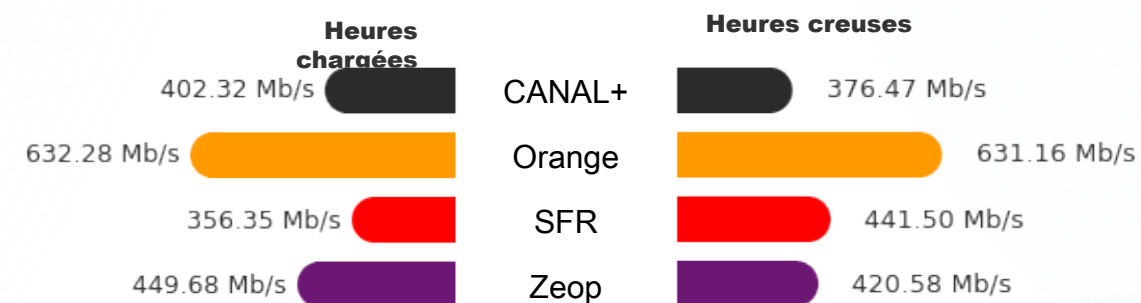 Heures
chargées
Heures creuses
402.32 Mb/s CANAL+ 376.47 Mb/s
632.28 Mb/s Orange 631.16 Mb/s
356.35 Mb/s SFR 441.50 Mb/s
449.68 Mb/s Zeop 420.58 Mb/s